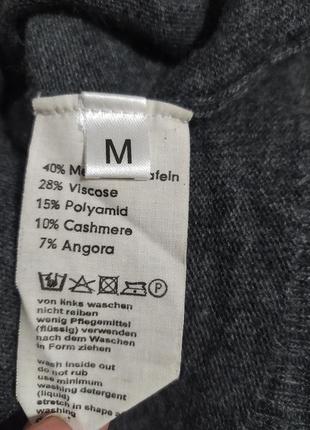 M
40%
28% Viscose
15% Polyamid
10% Cashmere
7% Angora
P
von links waschen
nicht reiben
wenig Pflegemittel
(flüssig) verwenden
nach dem Waschen
in Form ziehen
wash inside out
do not rub
use minimum
washing detergent
(liquid)
stretch in shape
washing